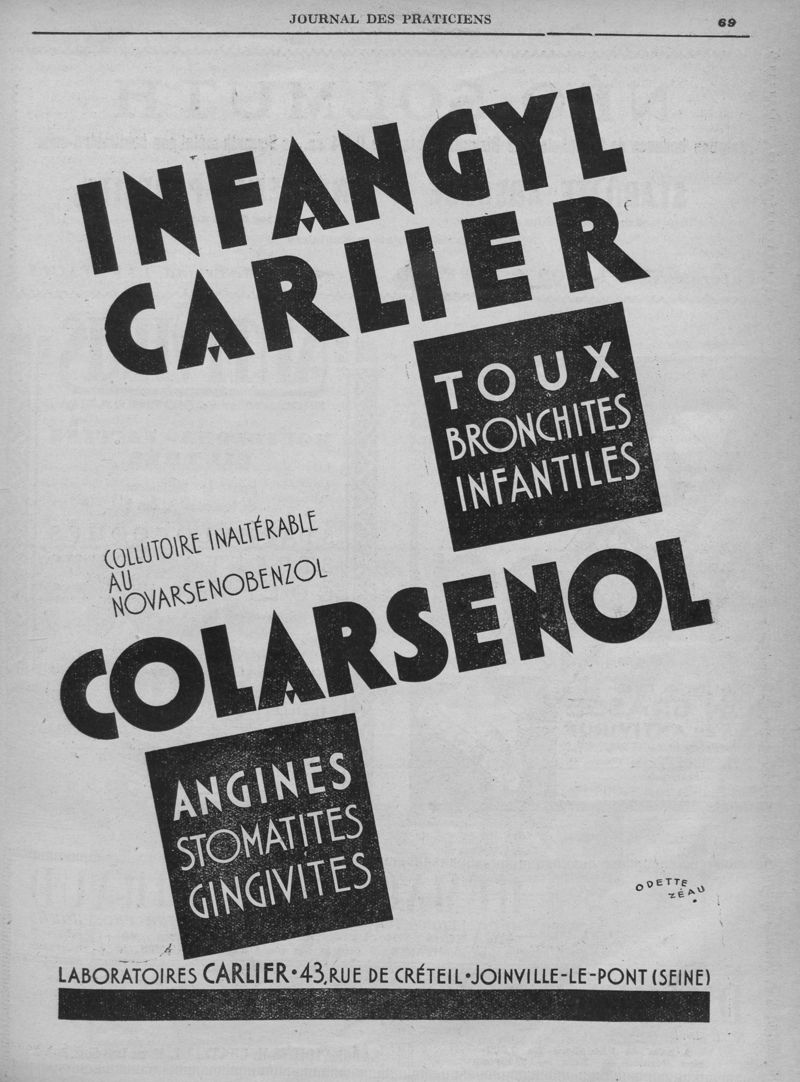 JOURNAL DES PRATICIENS
69
INFANGYL
CARLIER
TOUX
BRONCHITES
INFANTILES
COLLUTOIRE INALTÉRABLE
AU
NOVARSENOBENZOL
COLARSENOL
ANGINES
STOMATITES
GINGIVITES
ODETTE
ZÉAU
LABORATOIRES CARLIER • 43, RUE DE CRÉTEIL • JOINVILLE-LE-PONT (SEINE)